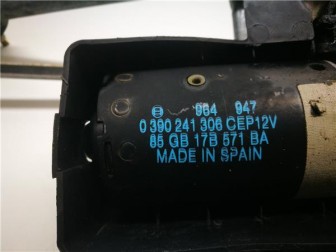 964 947
0 390 241 306 CEP12V
85 GB 17B 571 BA
MADE IN SPAIN